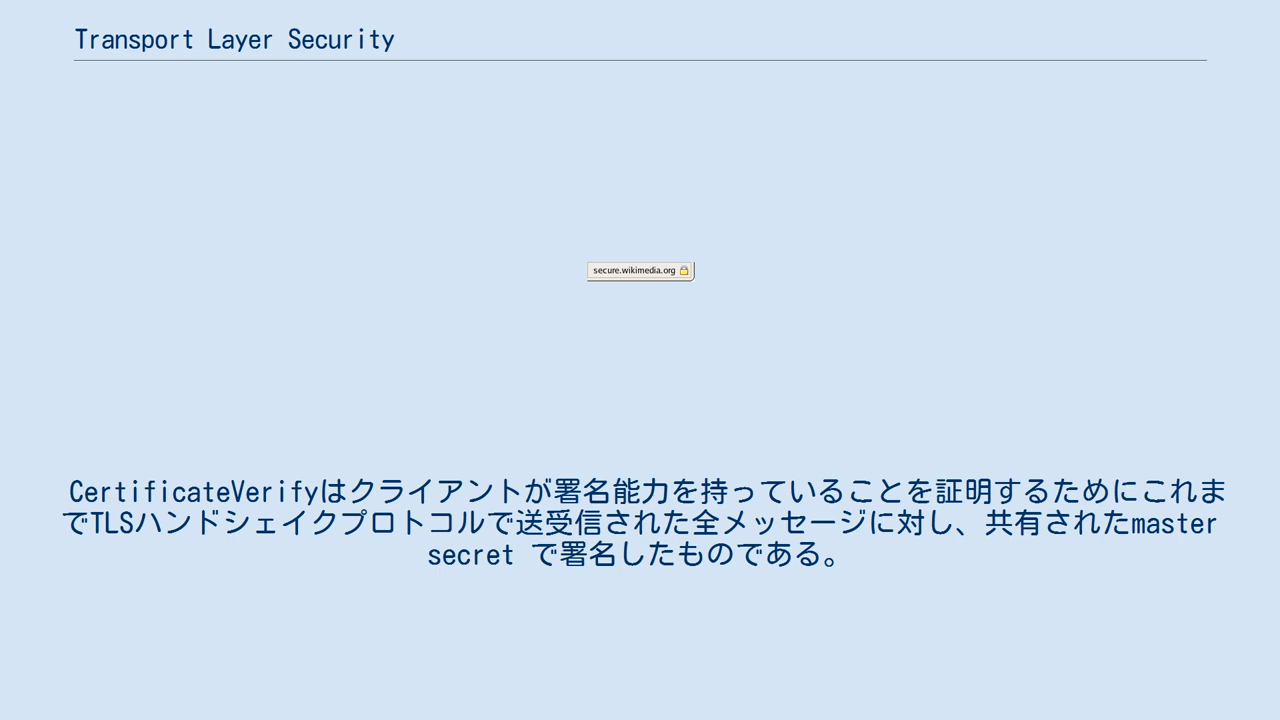 Transport Layer Security
secure.wikimedia.org
CertificateVerifyはクライアントが署名能力を持っていることを証明するためにこれま
でTLSハンドシェイクプロトコルで送受信された全メッセージに対し、共有されたmaster
secret で署名したものである。